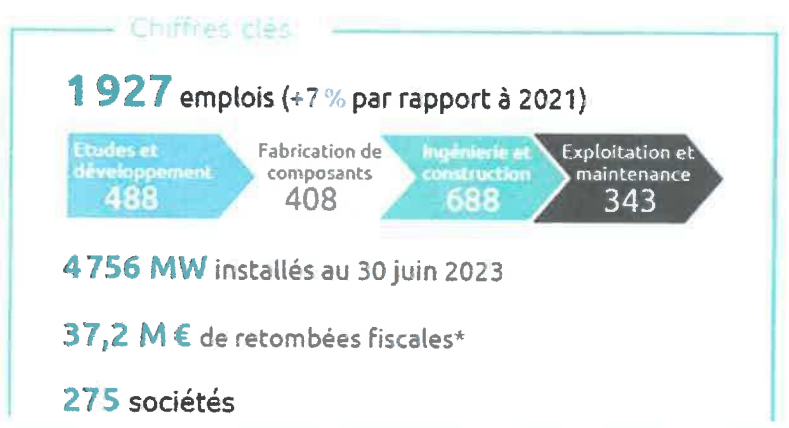 Chiffres clés
1 927 emplois (+7 % par rapport à 2021)
Etudes et
développement
488
Fabrication de
composants
408
Ingénierie et
construction
688
Exploitation et
maintenance
343
4 756 MW installés au 30 juin 2023
37,2 M € de retombées fiscales*
275 sociétés